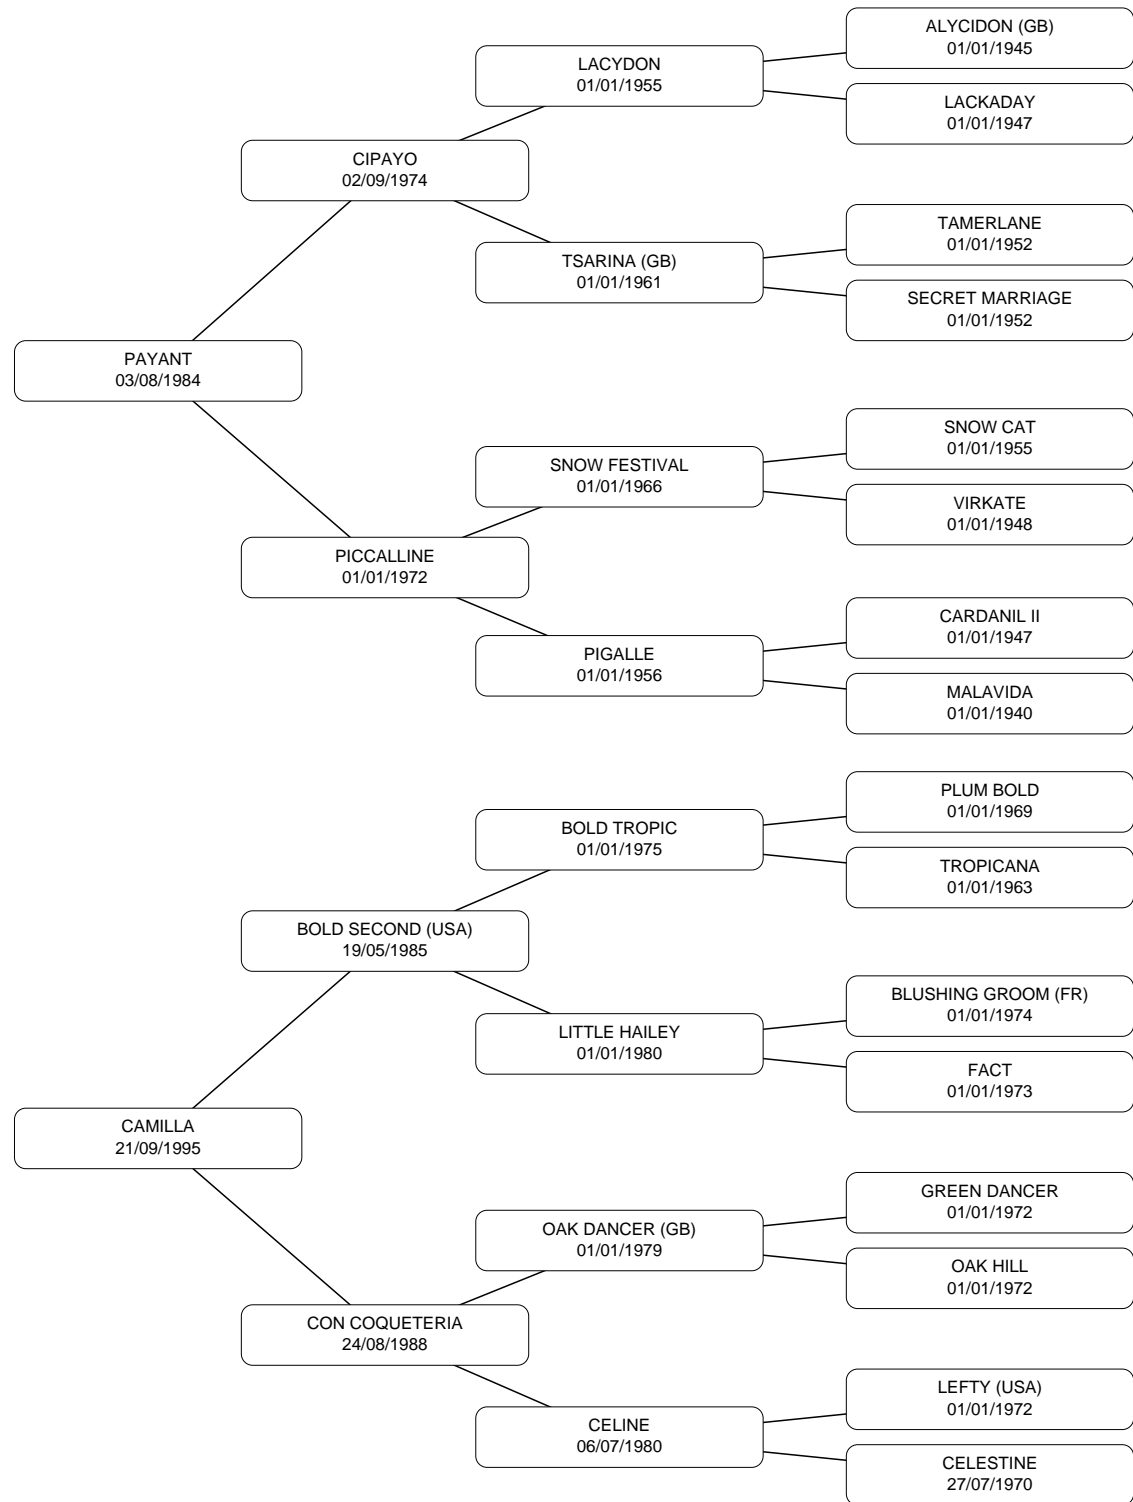 ALYCIDON (GB)
01/01/1945
LACYDON
01/01/1955
LACKADAY
01/01/1947
CIPAYO
02/09/1974
TAMERLANE
01/01/1952
TSARINA (GB)
01/01/1961
SECRET MARRIAGE
01/01/1952
PAYANT
03/08/1984
SNOW CAT
01/01/1955
SNOW FESTIVAL
01/01/1966
VIRKATE
01/01/1948
PICCALLINE
01/01/1972
CARDANIL II
01/01/1947
PIGALLE
01/01/1956
MALAVIDA
01/01/1940
PLUM BOLD
01/01/1969
BOLD TROPIC
01/01/1975
TROPICANA
01/01/1963
BOLD SECOND (USA)
19/05/1985
BLUSHING GROOM (FR)
01/01/1974
LITTLE HAILEY
01/01/1980
FACT
01/01/1973
CAMILLA
21/09/1995
GREEN DANCER
01/01/1972
OAK DANCER (GB)
01/01/1979
OAK HILL
01/01/1972
CON COQUETERIA
24/08/1988
LEFTY (USA)
01/01/1972
CELINE
06/07/1980
CELESTINE
27/07/1970